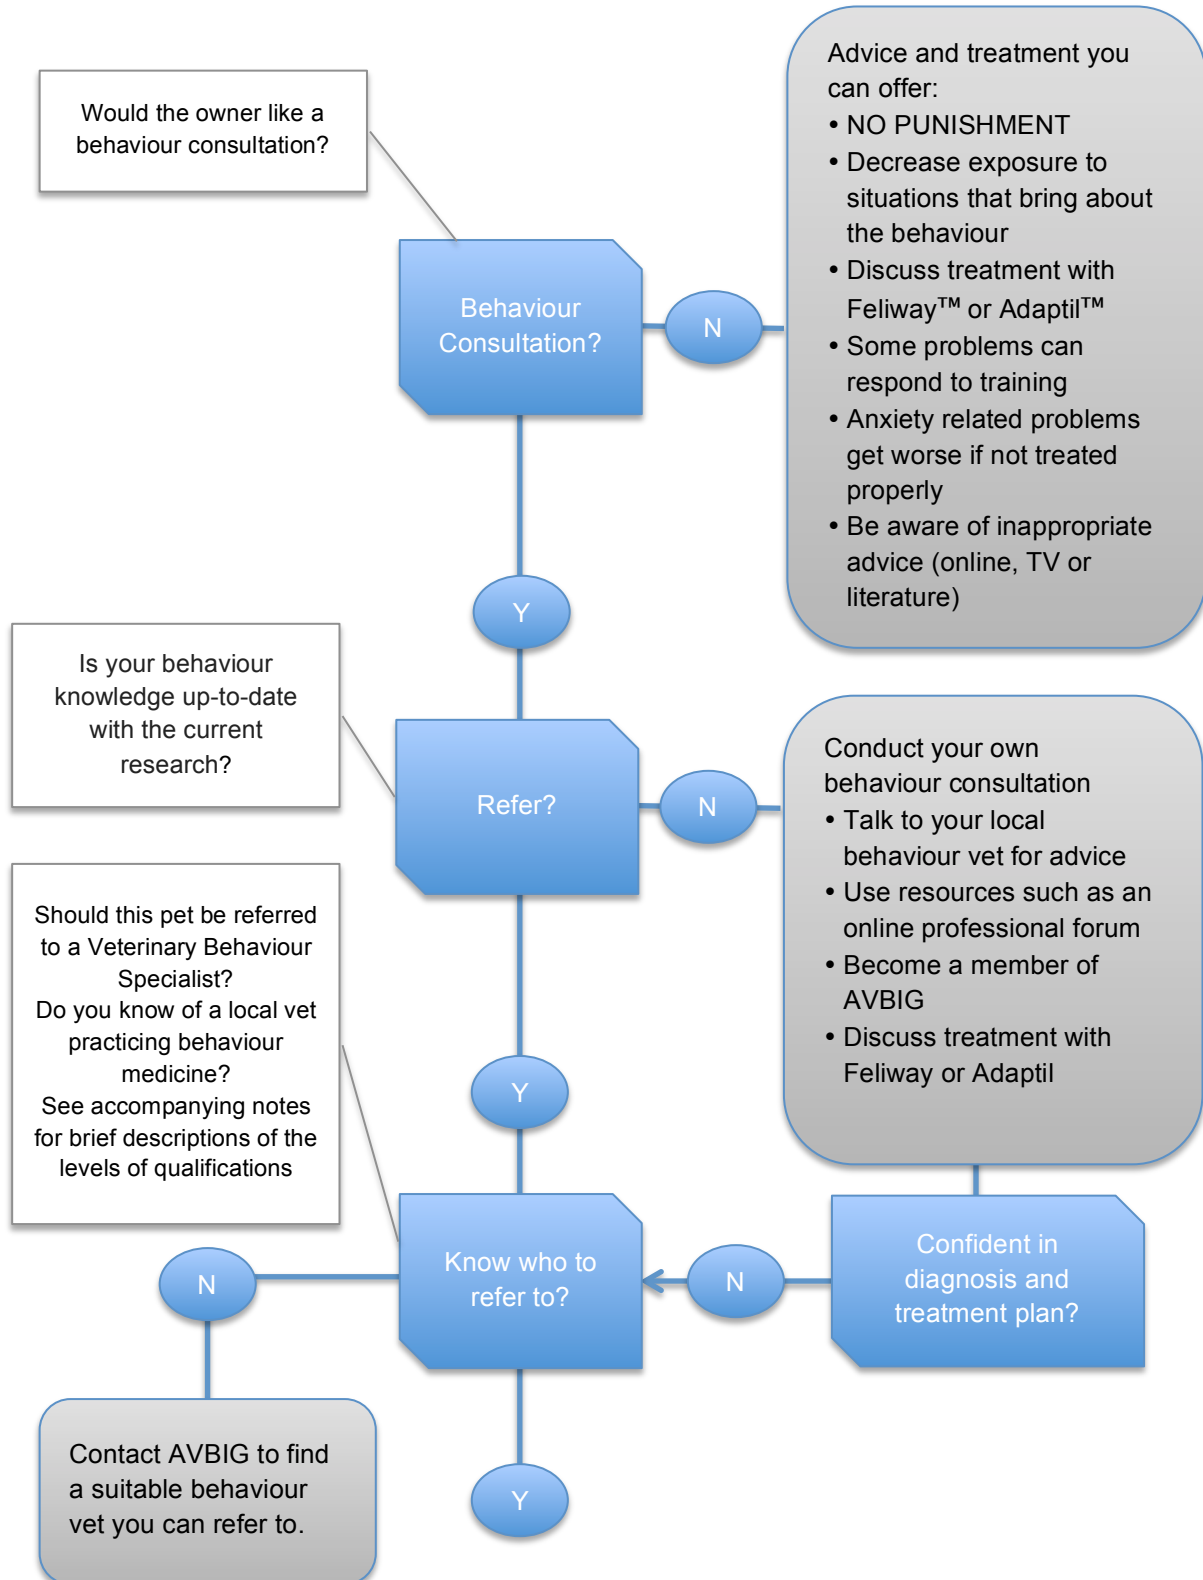 Would the owner like a
behaviour consultation?
Advice and treatment you
can offer:
• NO PUNISHMENT
• Decrease exposure to
situations that bring about
the behaviour
• Discuss treatment with
Feliway™ or Adaptil™
• Some problems can
respond to training
• Anxiety related problems
get worse if not treated
properly
• Be aware of inappropriate
advice (online, TV or
literature)
Behaviour
Consultation?
N
Y
Is your behaviour
knowledge up-to-date
with the current
research?
Refer?
N
Conduct your own
behaviour consultation
• Talk to your local
behaviour vet for advice
• Use resources such as an
online professional forum
• Become a member of
AVBIG
• Discuss treatment with
Feliway or Adaptil
Y
Should this pet be referred
to a Veterinary Behaviour
Specialist?
Do you know of a local vet
practicing behaviour
medicine?
See accompanying notes
for brief descriptions of the
levels of qualifications
Know who to
refer to?
N
Confident in
diagnosis and
treatment plan?
N
Contact AVBIG to find
a suitable behaviour
vet you can refer to.
Y